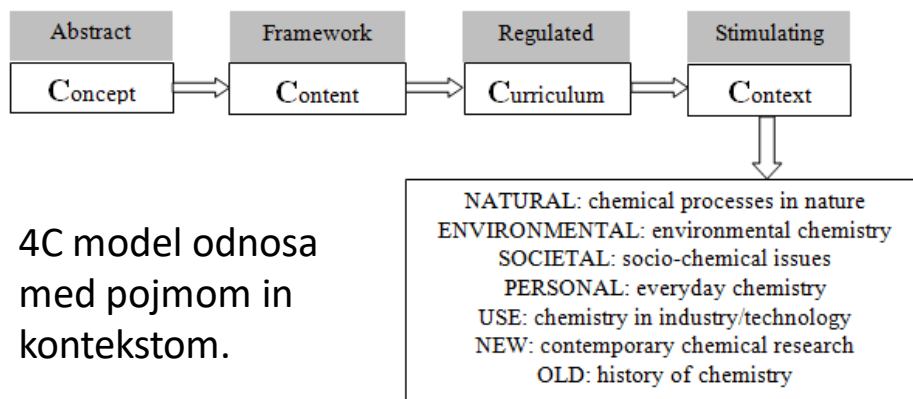 Abstract
Framework
Regulated
Stimulating
Concept
Content
Curriculum
Context
4C model odnosa
med pojmom in
kontekstom.
NATURAL: chemical processes in nature
ENVIRONMENTAL: environmental chemistry
SOCIETAL: socio-chemical issues
PERSONAL: everyday chemistry
USE: chemistry in industry/technology
NEW: contemporary chemical research
OLD: history of chemistry